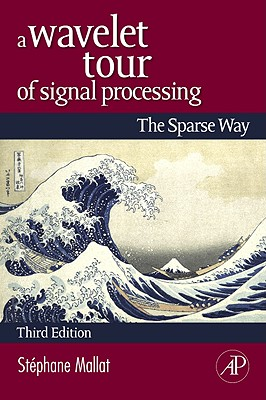 a wavelet
tour
of signal processing
The Sparse Way
Third Edition
Stéphane Mallat
AP